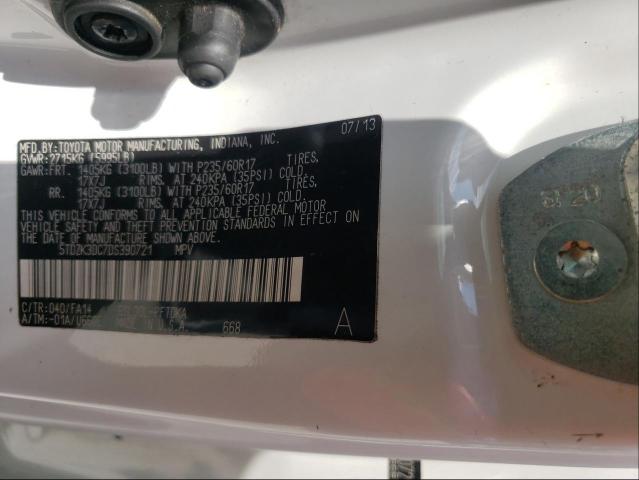 MFD.BY:TOYOTA MOTOR MANUFACTURING, INDIANA, INC. 07/13
GVWR:2715KG (5995LB)
GAWR:FRT. 1405KG (3100LB) WITH P235/60R17 TIRES,
17X7J RIMS. AT 240KPA (35PSI) COLD.
RR. 1405KG (3100LB) WITH P235/60R17 TIRES,
17X7J RIMS. AT 240KPA (35PSI) COLD.
THIS VEHICLE CONFORMS TO ALL APPLICABLE FEDERAL MOTOR
VEHICLE SAFETY AND THEFT PREVENTION STANDARDS IN EFFECT ON
THE DATE OF MANUFACTURE SHOWN ABOVE.
5TDZK3DC7DS390721 MPV
C/TR:040/FA14
A/TM:-01A/ U.S.A 668 A